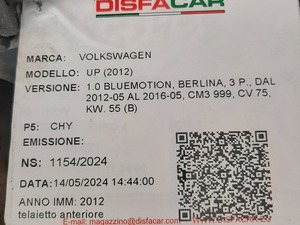 DISFACAR
MARCA: VOLKSWAGEN
MODELLO: UP (2012)
VERSIONE: 1.0 BLUEMOTION, BERLINA, 3 P., DAL
2012-05 AL 2016-05, CM3 999, CV 75,
KW. 55 (B)
P5: CHY
EMISSIONE:
NS: 1154/2024
DATA: 14/05/2024 14:44:00
ANNO IMM: 2012
telaietto anteriore
E-mail: magazzino@disfacar.com